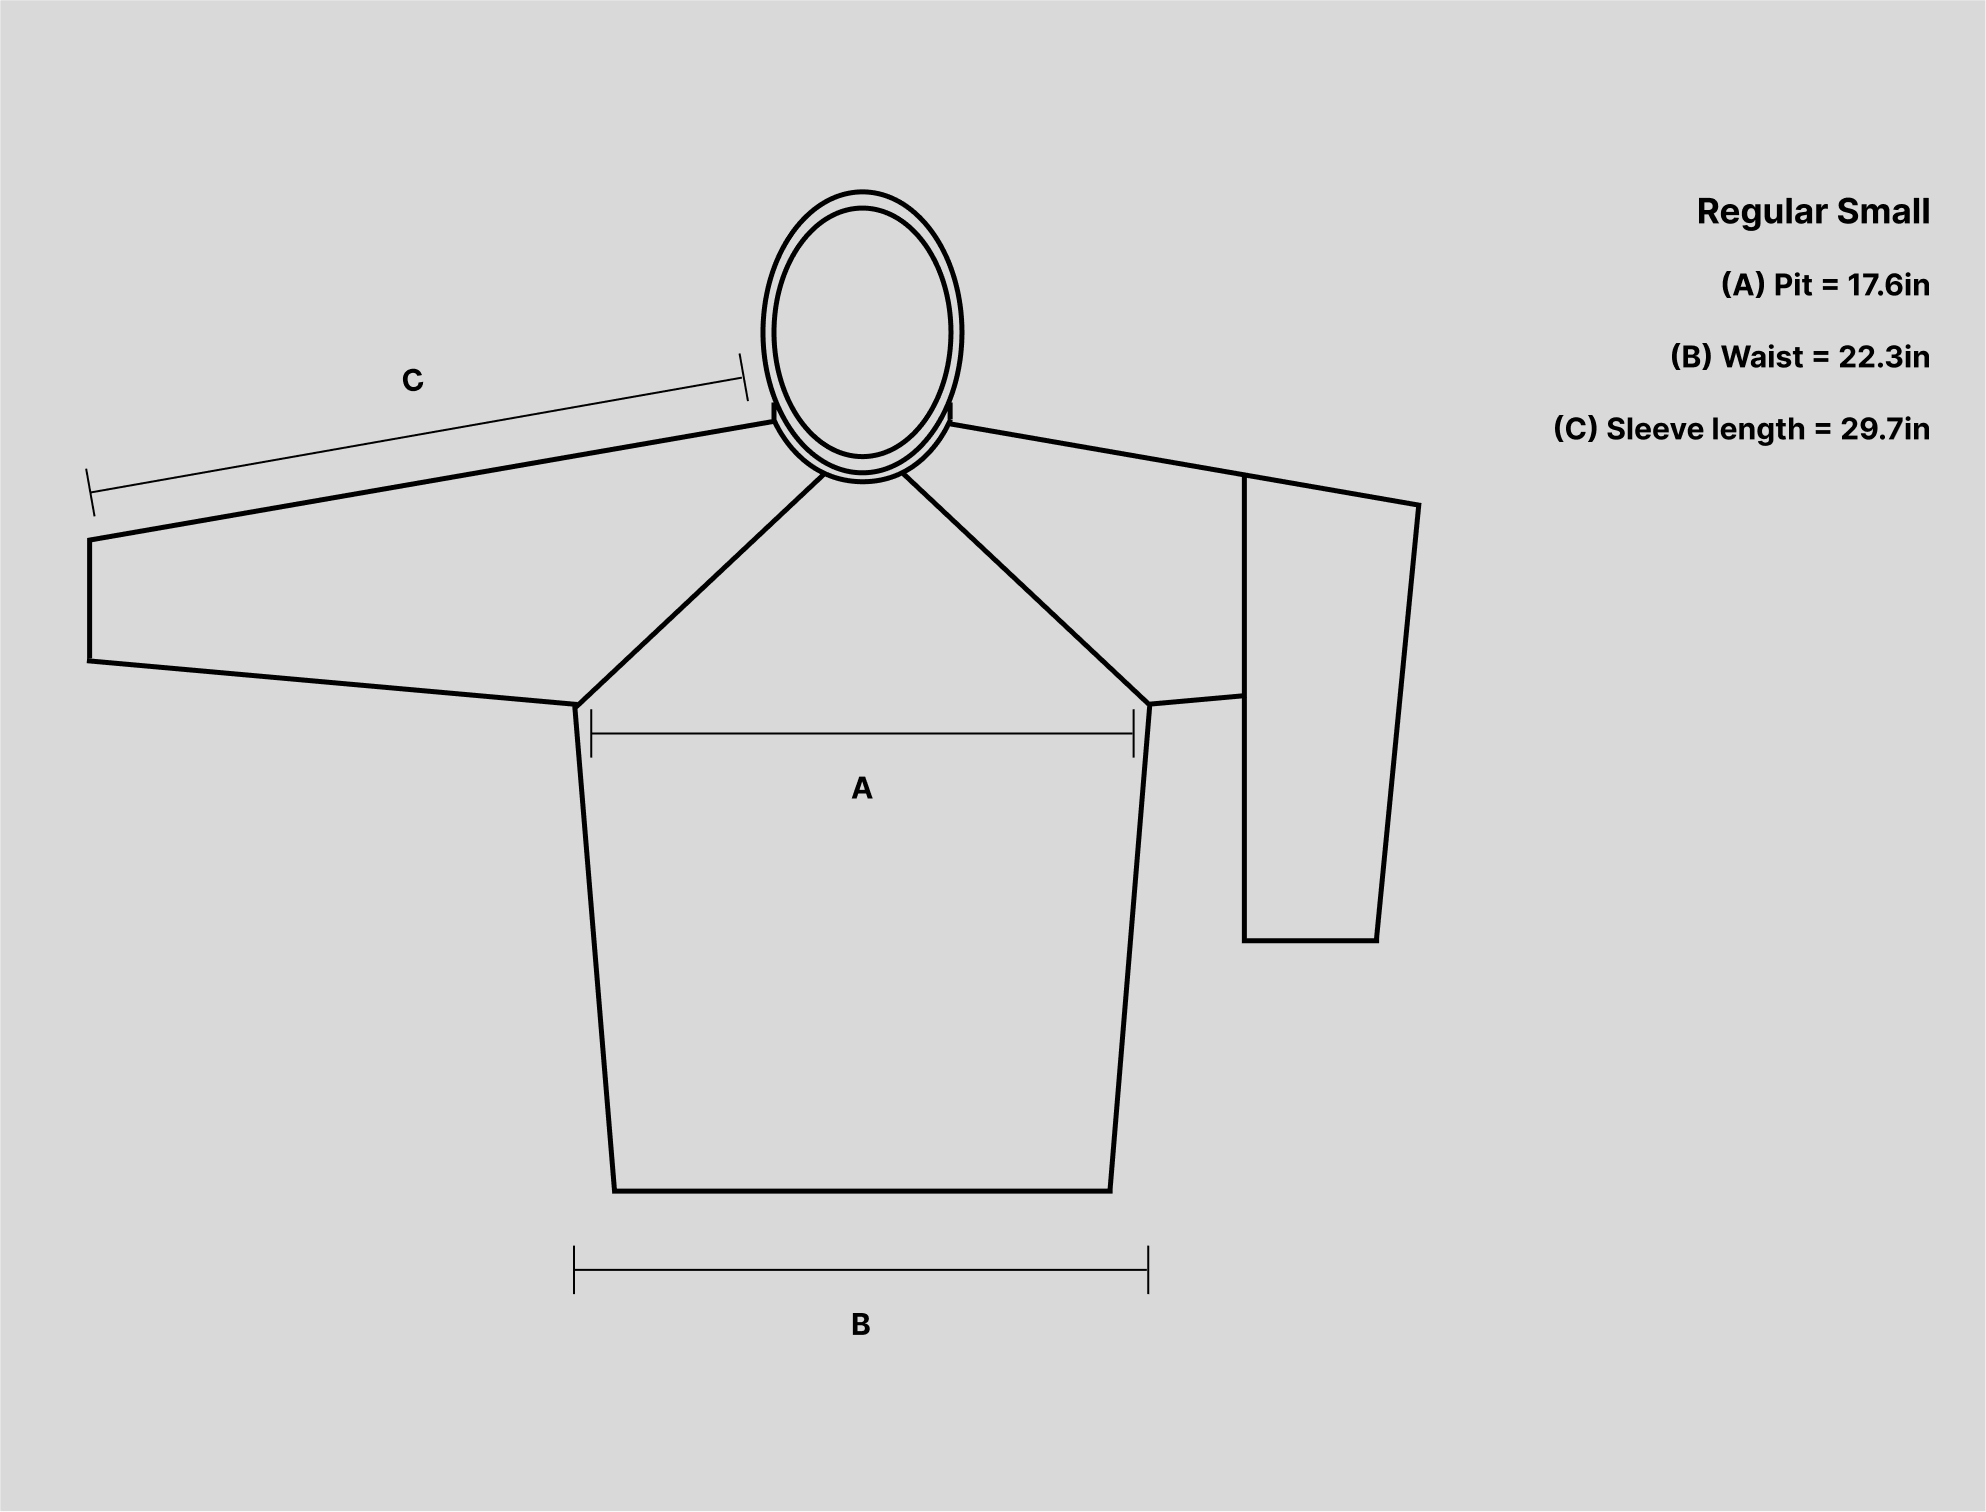 Regular Small
(A) Pit = 17.6in
(B) Waist = 22.3in
(C) Sleeve length = 29.7in
C
A
B